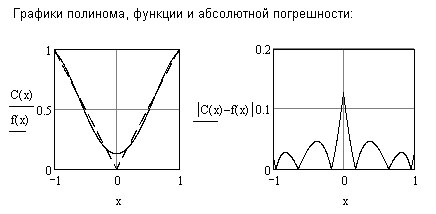 Графики полинома, функции и абсолютной погрешности:
1
C(x)
0.5
f(x)
0
−1
0
1
x
0.2
|C(x)−f(x)|
0.1
0
−1
0
1
x